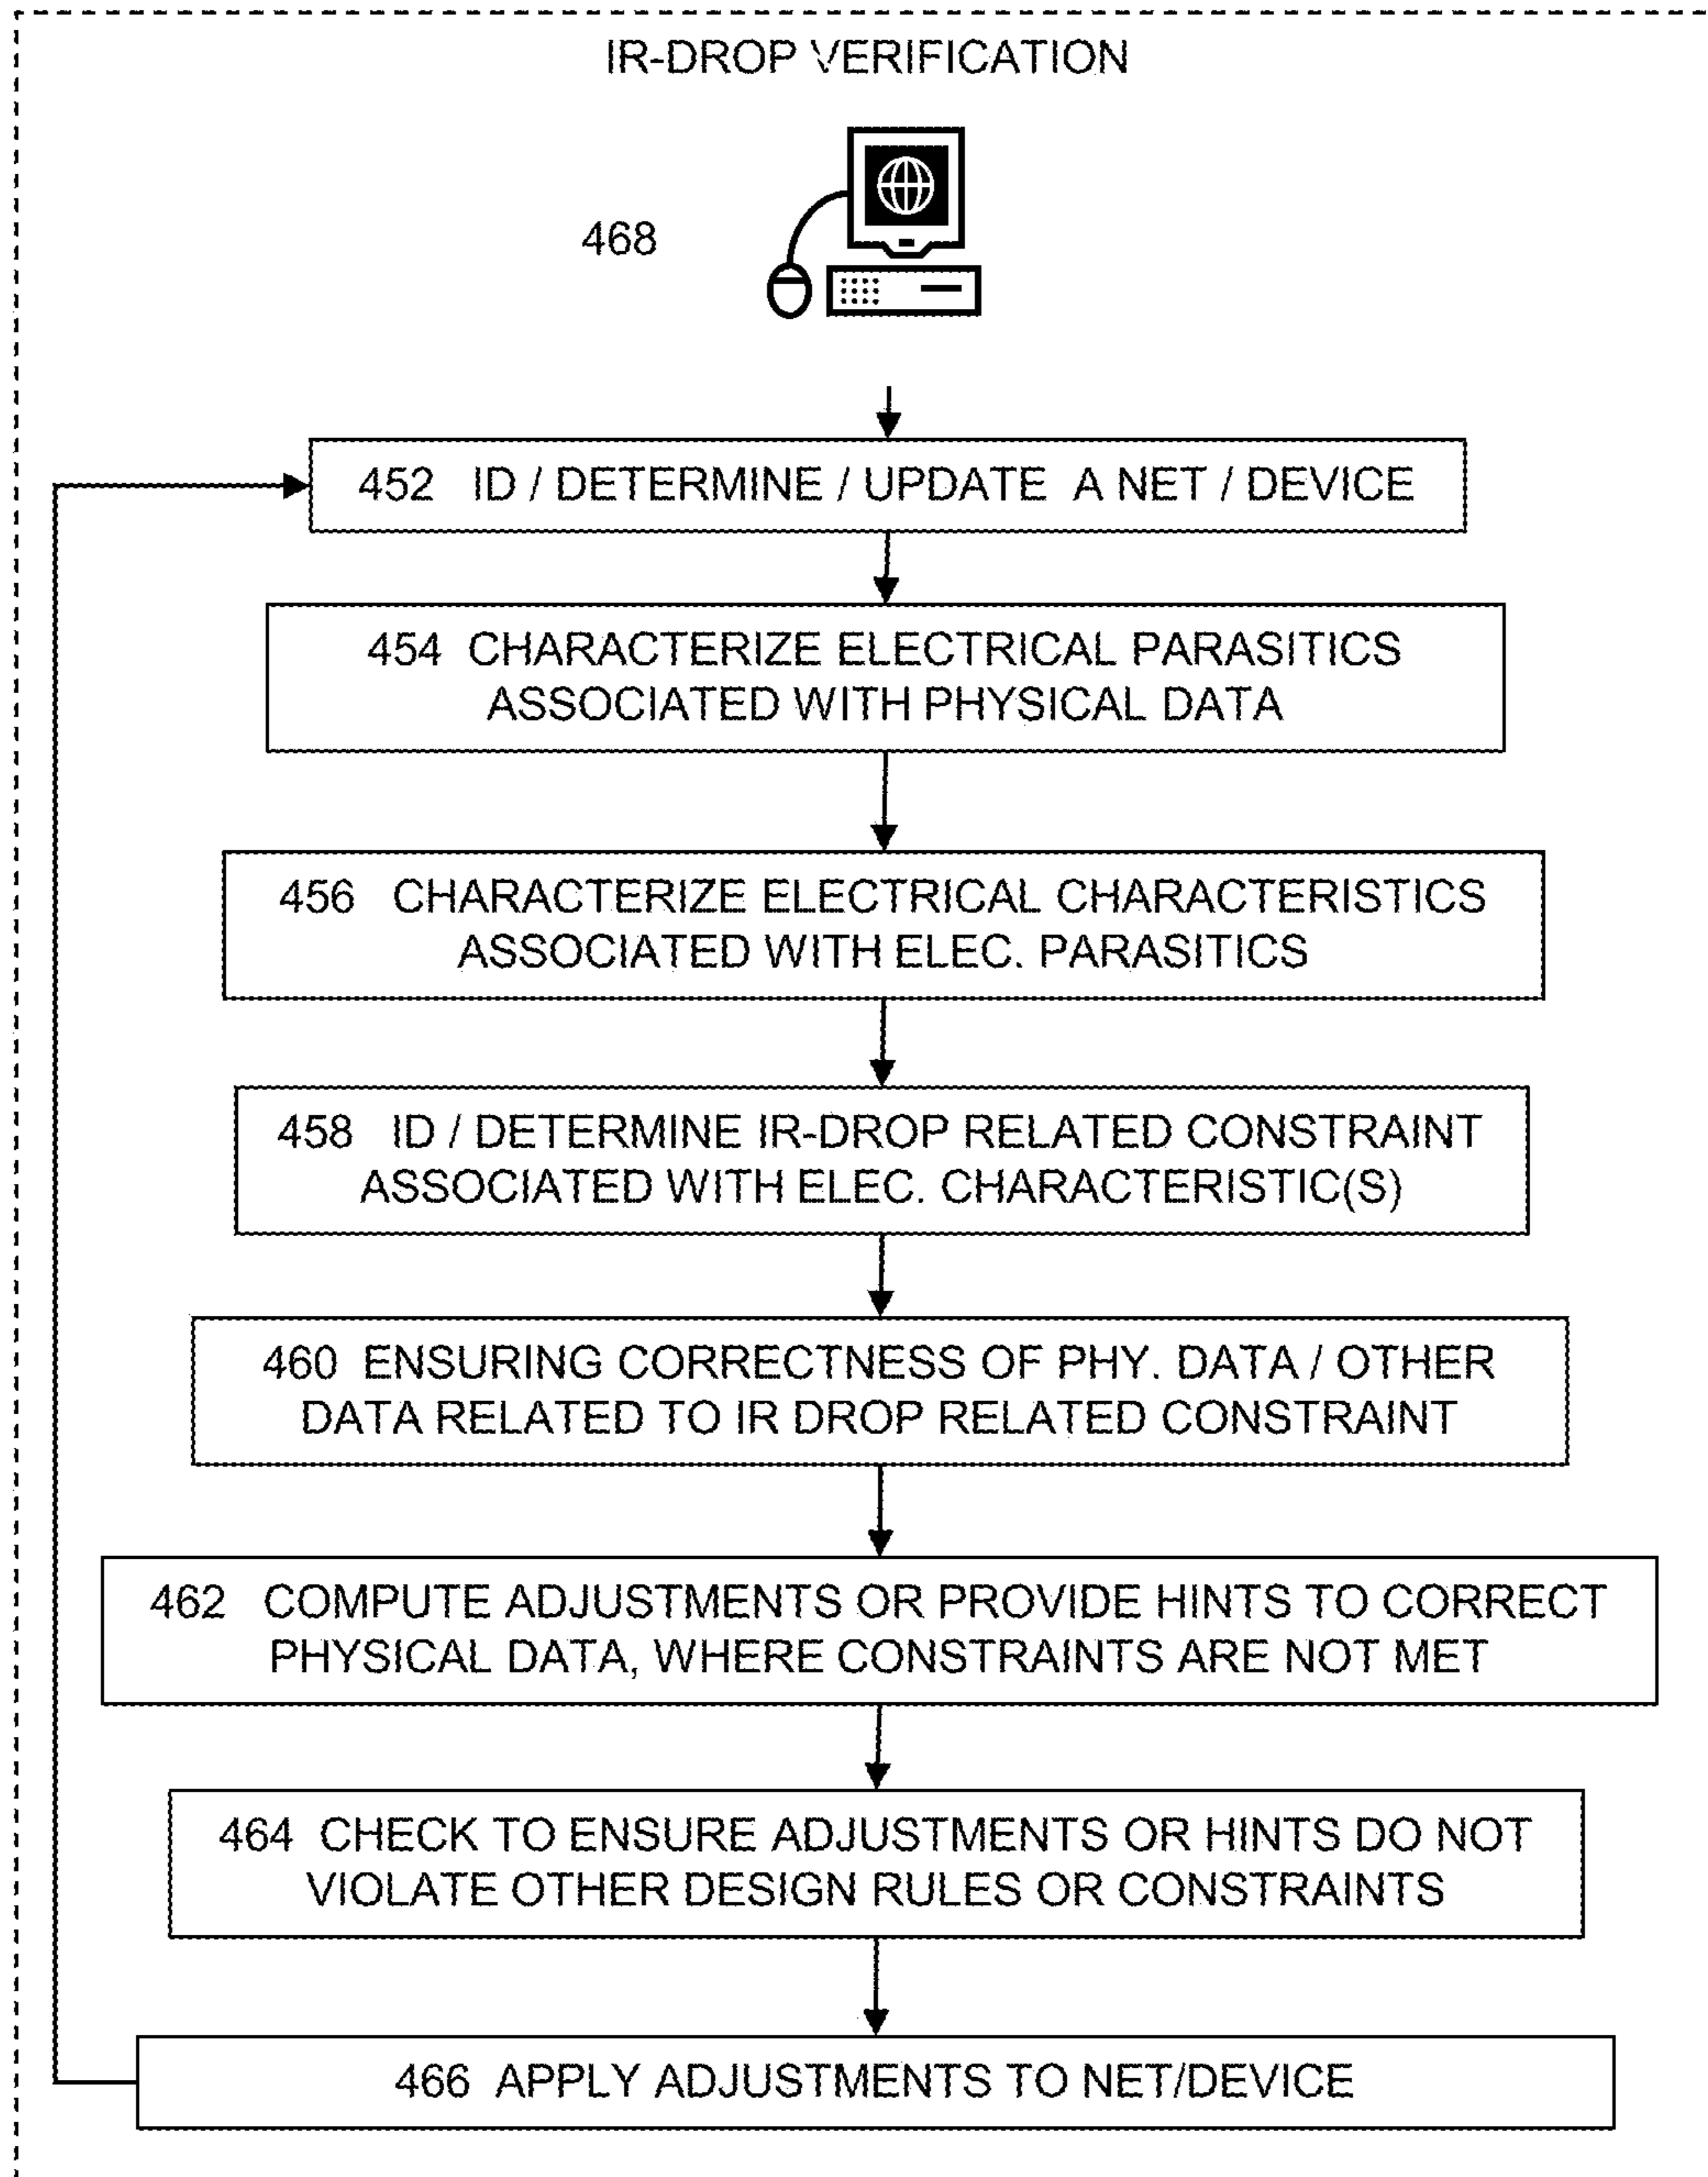 IR-DROP VERIFICATION
468
452 ID / DETERMINE / UPDATE A NET / DEVICE
454 CHARACTERIZE ELECTRICAL PARASITICS
ASSOCIATED WITH PHYSICAL DATA
456 CHARACTERIZE ELECTRICAL CHARACTERISTICS
ASSOCIATED WITH ELEC. PARASITICS
458 ID / DETERMINE IR-DROP RELATED CONSTRAINT
ASSOCIATED WITH ELEC. CHARACTERISTIC(S)
460 ENSURING CORRECTNESS OF PHY. DATA / OTHER
DATA RELATED TO IR DROP RELATED CONSTRAINT
462 COMPUTE ADJUSTMENTS OR PROVIDE HINTS TO CORRECT
PHYSICAL DATA, WHERE CONSTRAINTS ARE NOT MET
464 CHECK TO ENSURE ADJUSTMENTS OR HINTS DO NOT
VIOLATE OTHER DESIGN RULES OR CONSTRAINTS
466 APPLY ADJUSTMENTS TO NET/DEVICE